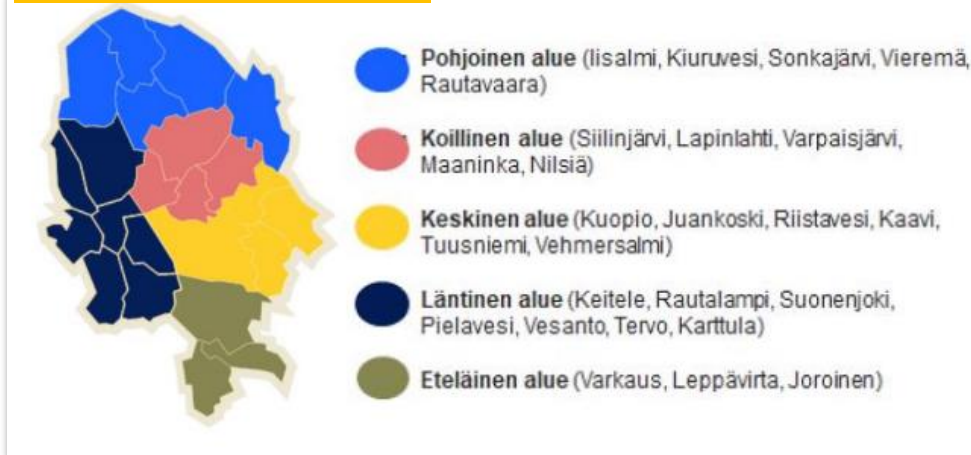 Pohjoinen alue (Iisalmi, Kiuruvesi, Sonkajärvi, Vieremä,
Rautavaara)
Koillinen alue (Siilinjärvi, Lapinlahti, Varpaisjärvi,
Maaninka, Nilsiä)
Keskinen alue (Kuopio, Juankoski, Riistavesi, Kaavi,
Tuusniemi, Vehmersalmi)
Läntinen alue (Keitele, Rautalampi, Suonenjoki,
Pielavesi, Vesanto, Tervo, Karttula)
Eteläinen alue (Varkaus, Leppävirta, Joroinen)